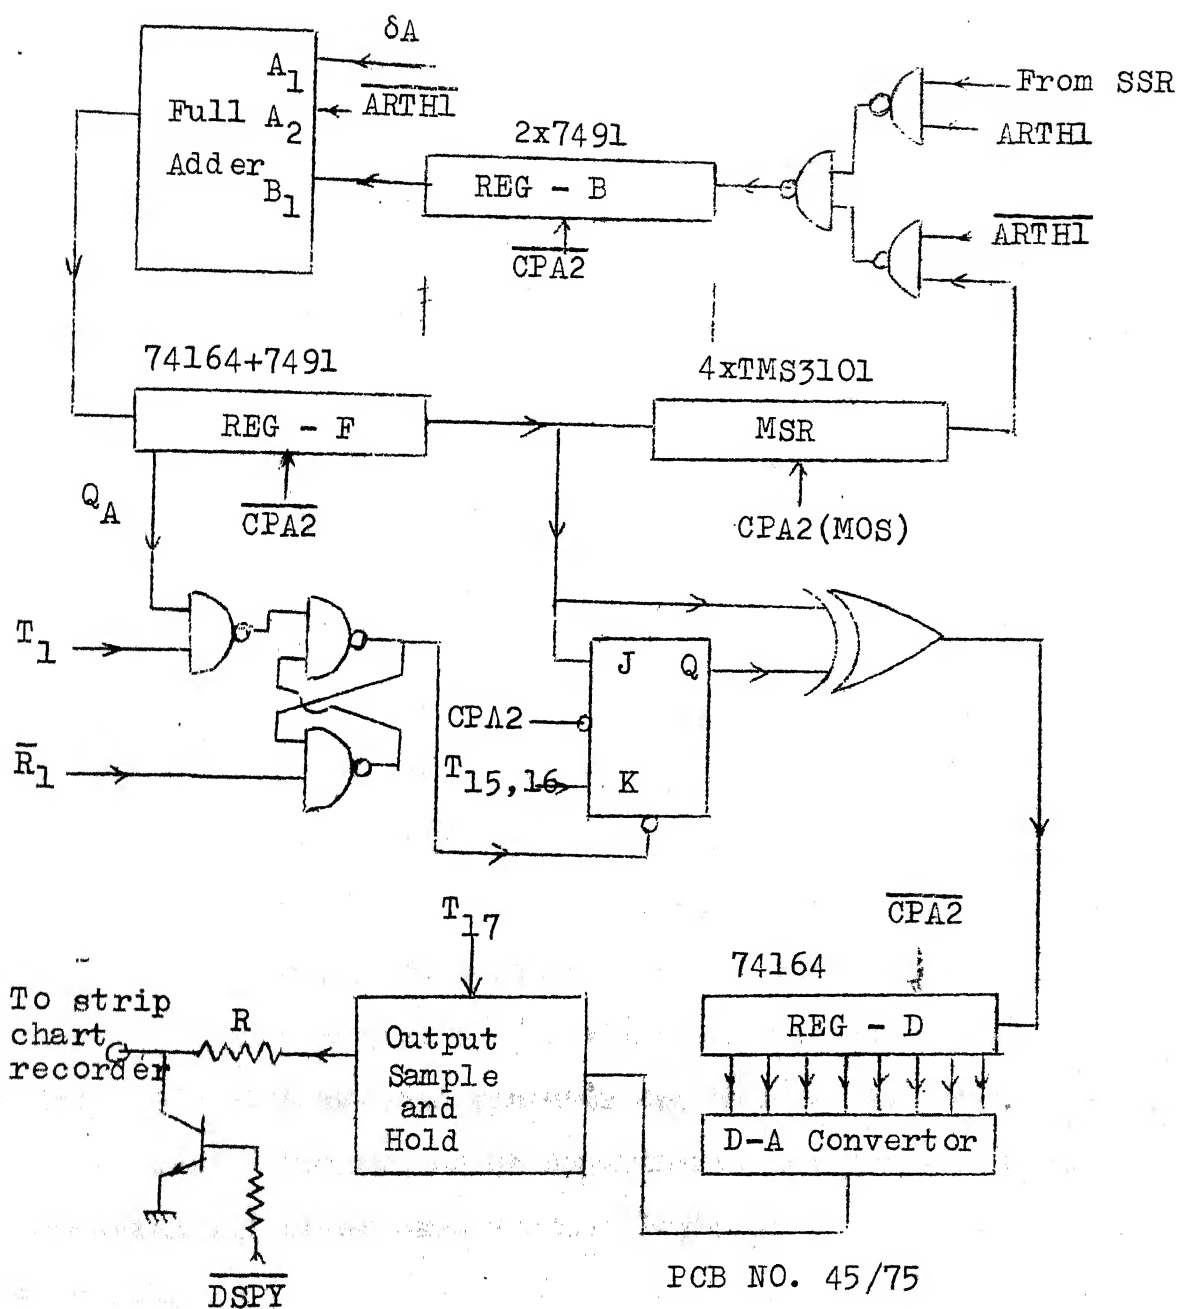 δA
A1
Full A2
ARTH1
Adder
B1
2x7491
REG - B
CPA2
From SSR
ARTH1
ARTH1
74164+7491
REG - F
QA
CPA2
4xTMS3101
MSR
CPA2(MOS)
T1
R̅1
J Q
CPA2
T15,16
K
T17
CPA2
74164
REG - D
D-A Convertor
To strip
chart
recorder
R
Output
Sample
and
Hold
DSPY
PCB NO. 45/75